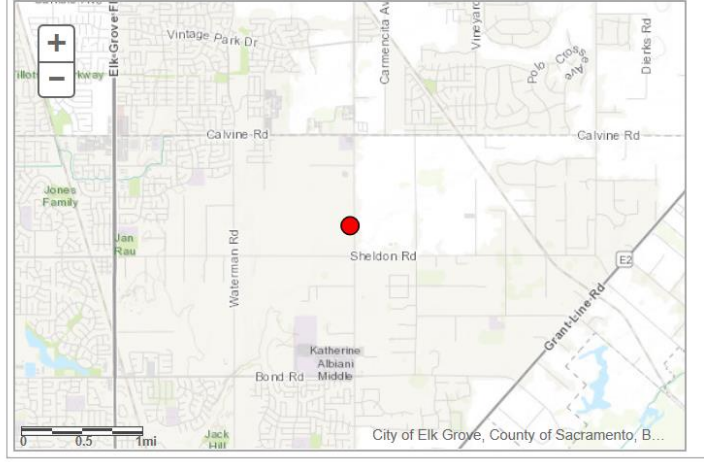 Vintage Park Dr
Elk-Grove-Fl
Carmencita Av
Vineyard
Dierks Rd
Polo
Cross
Ave
+
−
Calvine Rd
Calvine Rd
Jones
Family
Jan
Rau
Waterman Rd
Sheldon Rd
E2
Grant-Line-Rd
Katherine
Albiani
Middle
Bond Rd
Jack
Hill
0 0.5 1mi
City of Elk Grove, County of Sacramento, B...